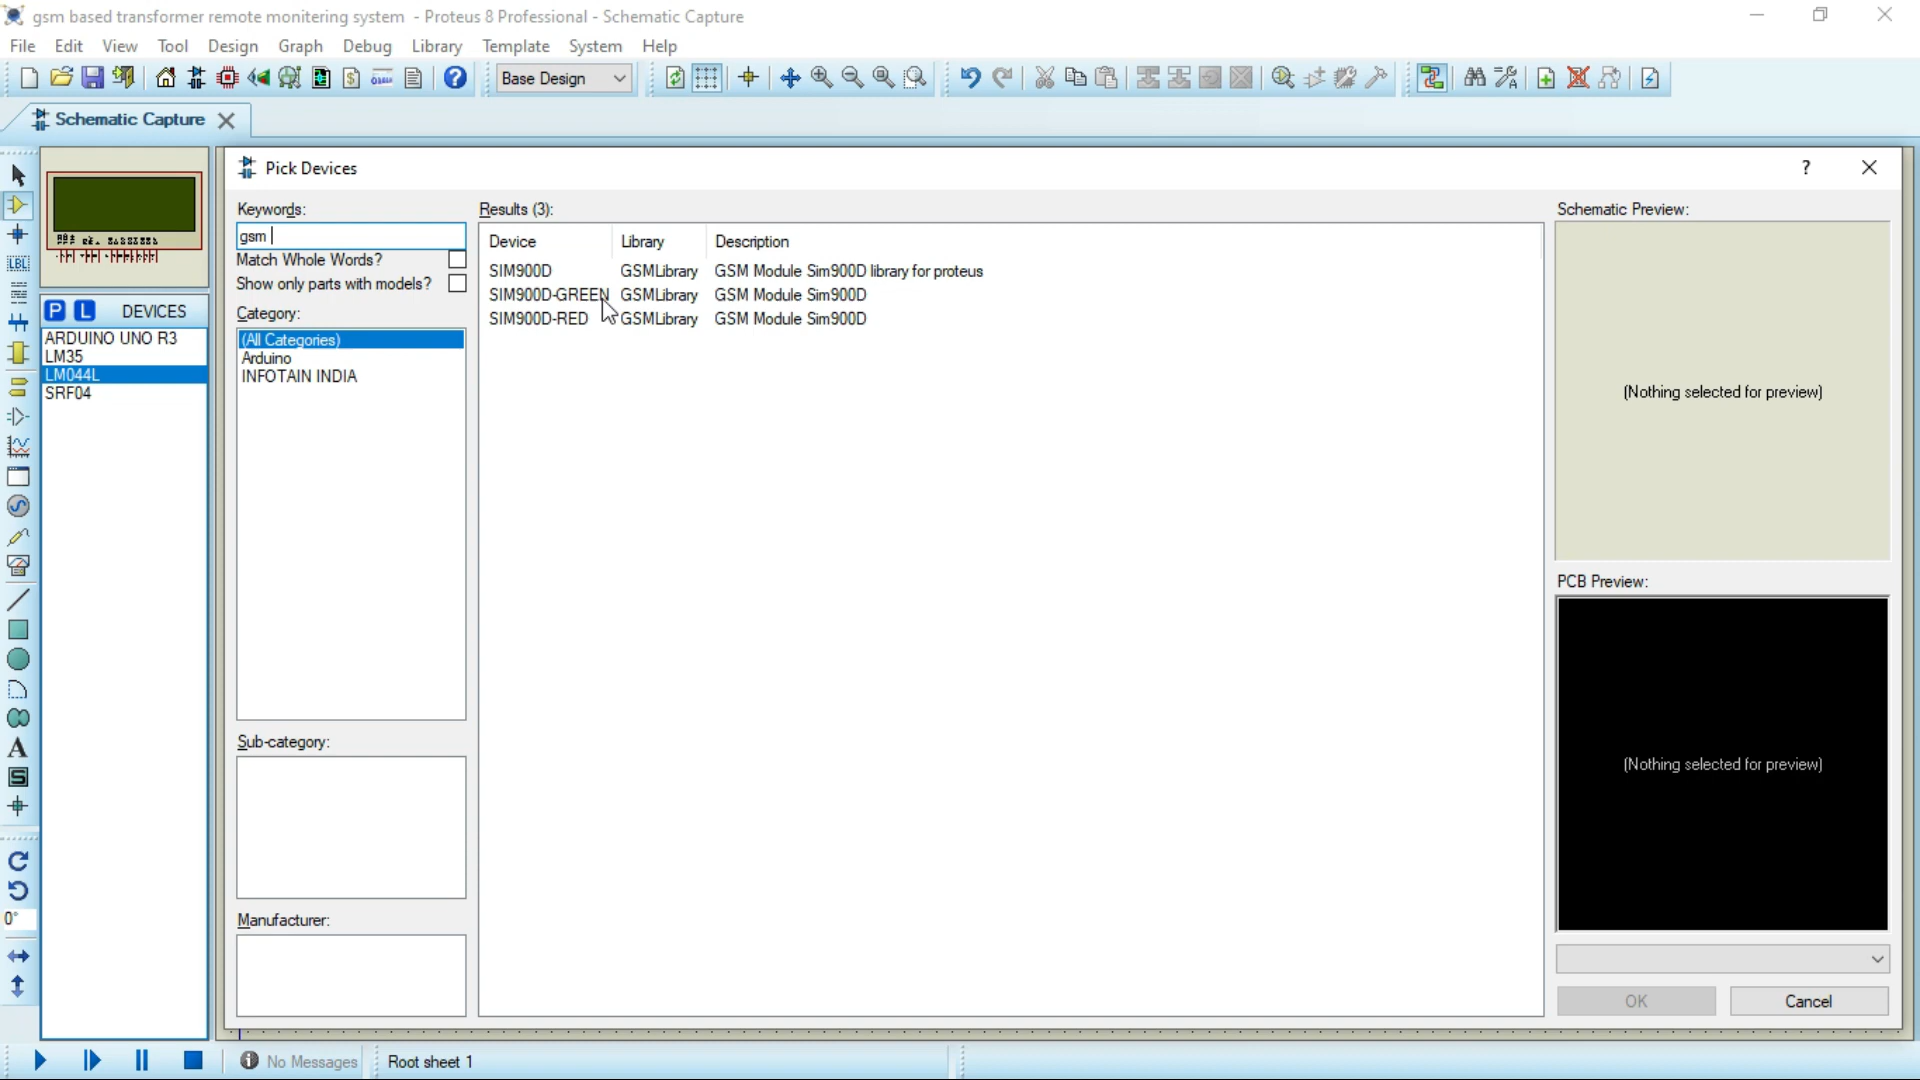 gsm based transformer remote monitering system - Proteus 8 Professional - Schematic Capture
File Edit View Tool Design Graph Debug Library Template System Help
Base Design
Schematic Capture
Pick Devices
Keywords:
gsm
Match Whole Words?
Show only parts with models?
Category:
(All Categories)
Arduino
INFOTAIN INDIA
Sub-category:
Manufacturer:
Results (3):
Device Library Description
SIM900D GSMLibrary GSM Module Sim900D library for proteus
SIM900D-GREEN GSMLibrary GSM Module Sim900D
SIM900D-RED GSMLibrary GSM Module Sim900D
Schematic Preview:
(Nothing selected for preview)
PCB Preview:
(Nothing selected for preview)
OK Cancel
P L DEVICES
ARDUINO UNO R3
LM35
LM044L
SRF04
LBL
A
S
0°
No Messages
Root sheet 1